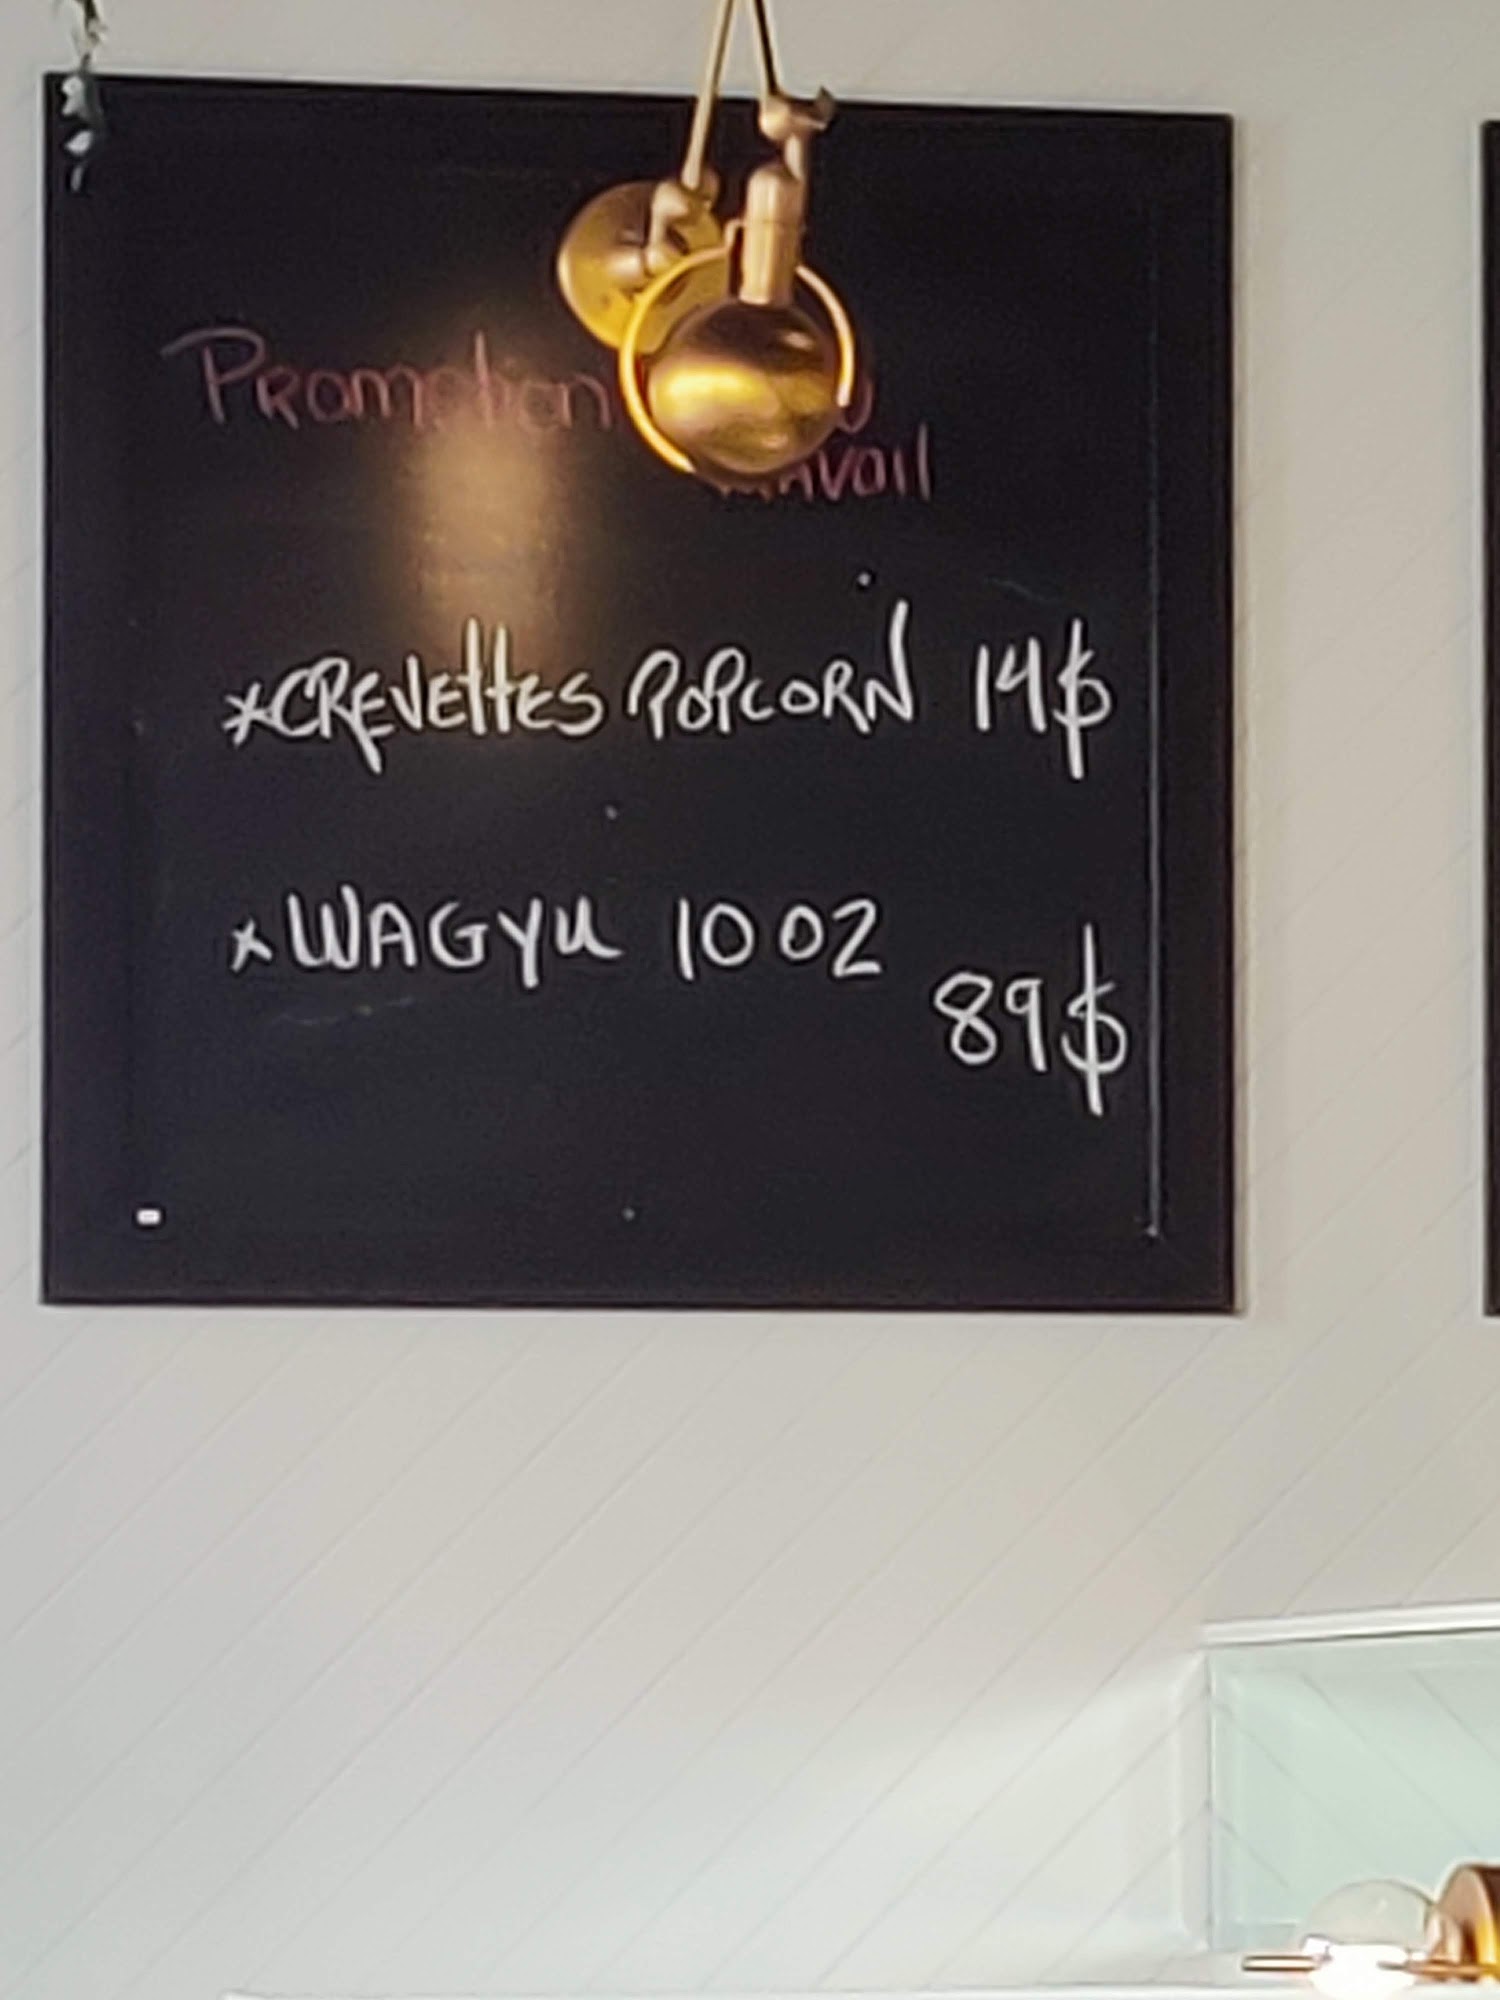 Promotion
*CREVETTES POPCORN 14$
*WAGYU 10 OZ
89$